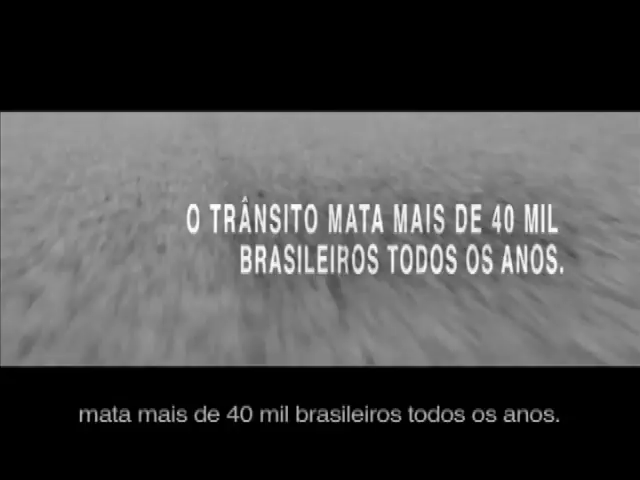 O TRÂNSITO MATA MAIS DE 40 MIL
BRASILEIROS TODOS OS ANOS.
mata mais de 40 mil brasileiros todos os anos.